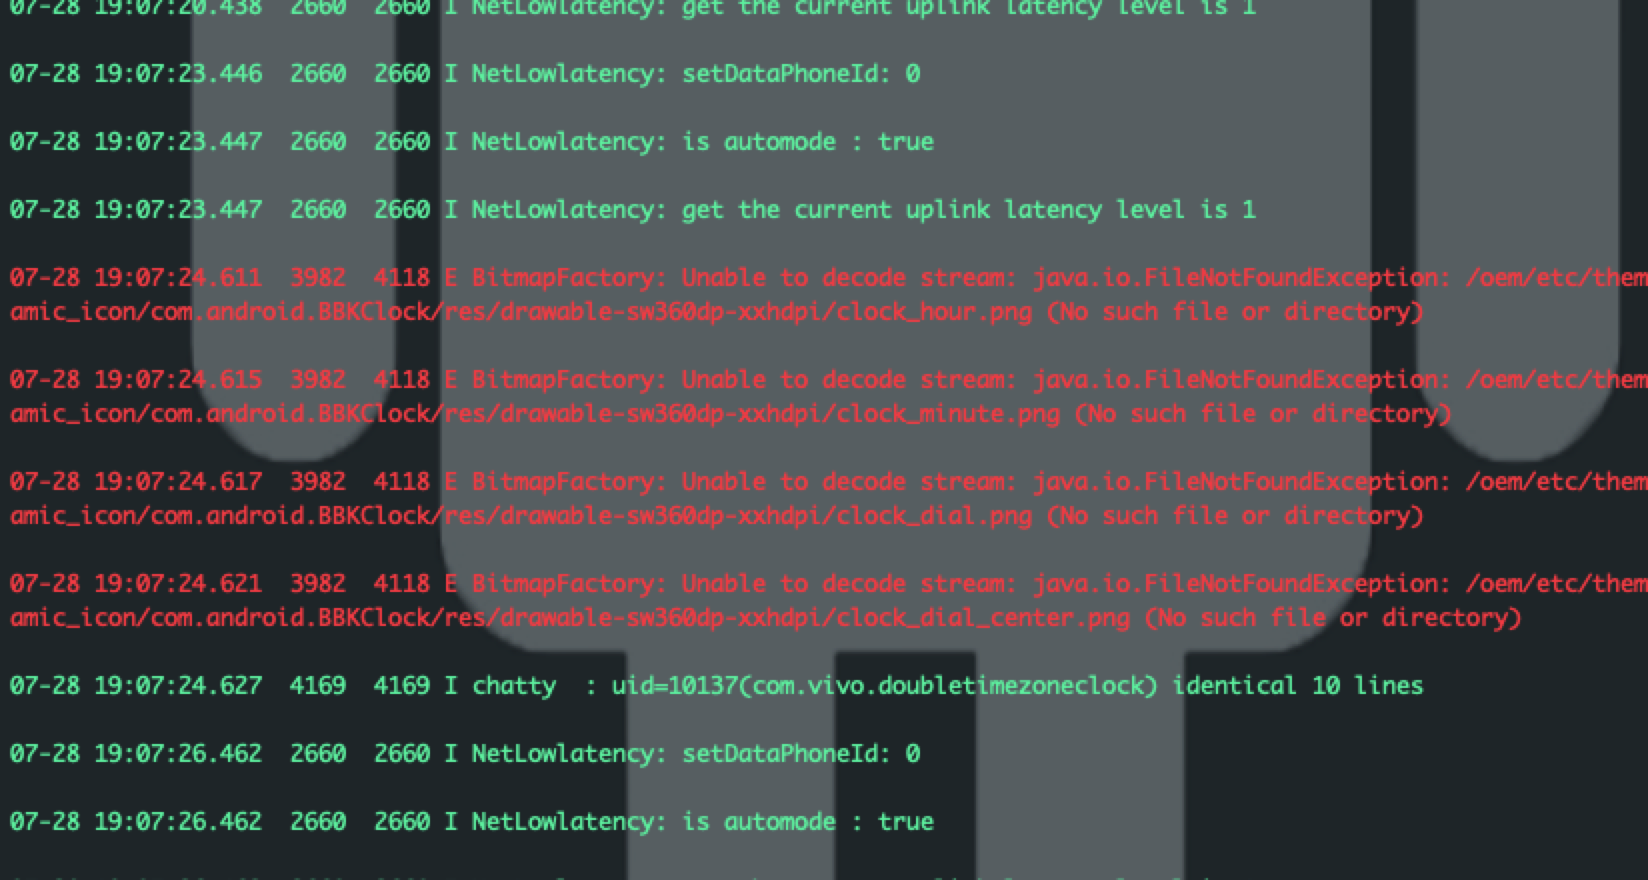 07-28 19:07:20.438  2660  2660 I NetLowlatency: get the current uplink latency level is 1
07-28 19:07:23.446  2660  2660 I NetLowlatency: setDataPhoneId: 0
07-28 19:07:23.447  2660  2660 I NetLowlatency: is automode : true
07-28 19:07:23.447  2660  2660 I NetLowlatency: get the current uplink latency level is 1
07-28 19:07:24.611  3982  4118 E BitmapFactory: Unable to decode stream: java.io.FileNotFoundException: /oem/etc/them
amic_icon/com.android.BBKClock/res/drawable-sw360dp-xxhdpi/clock_hour.png (No such file or directory)
07-28 19:07:24.615  3982  4118 E BitmapFactory: Unable to decode stream: java.io.FileNotFoundException: /oem/etc/them
amic_icon/com.android.BBKClock/res/drawable-sw360dp-xxhdpi/clock_minute.png (No such file or directory)
07-28 19:07:24.617  3982  4118 E BitmapFactory: Unable to decode stream: java.io.FileNotFoundException: /oem/etc/them
amic_icon/com.android.BBKClock/res/drawable-sw360dp-xxhdpi/clock_dial.png (No such file or directory)
07-28 19:07:24.621  3982  4118 E BitmapFactory: Unable to decode stream: java.io.FileNotFoundException: /oem/etc/them
amic_icon/com.android.BBKClock/res/drawable-sw360dp-xxhdpi/clock_dial_center.png (No such file or directory)
07-28 19:07:24.627  4169  4169 I chatty  : uid=10137(com.vivo.doubletimezoneclock) identical 10 lines
07-28 19:07:26.462  2660  2660 I NetLowlatency: setDataPhoneId: 0
07-28 19:07:26.462  2660  2660 I NetLowlatency: is automode : true